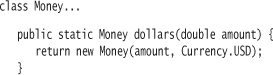 class Money...
public static Money dollars(double amount) {
return new Money(amount, Currency.USD);
}